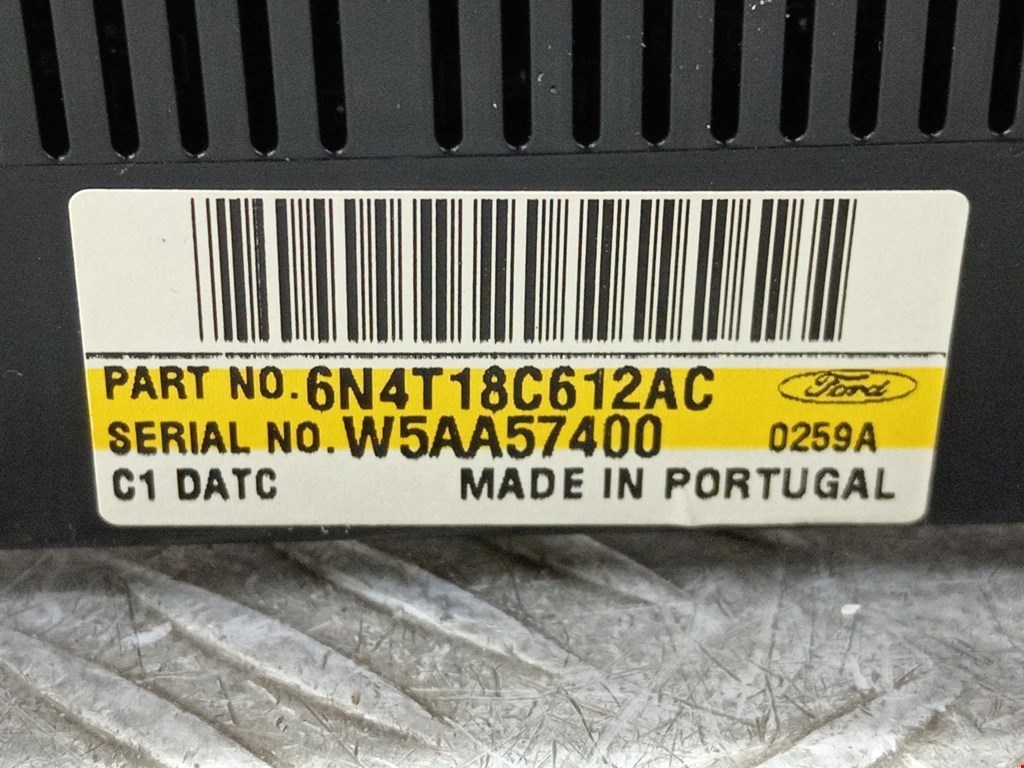 PART NO. 6N4T18C612AC Ford
SERIAL NO. W5AA57400 0259A
C1 DATC MADE IN PORTUGAL